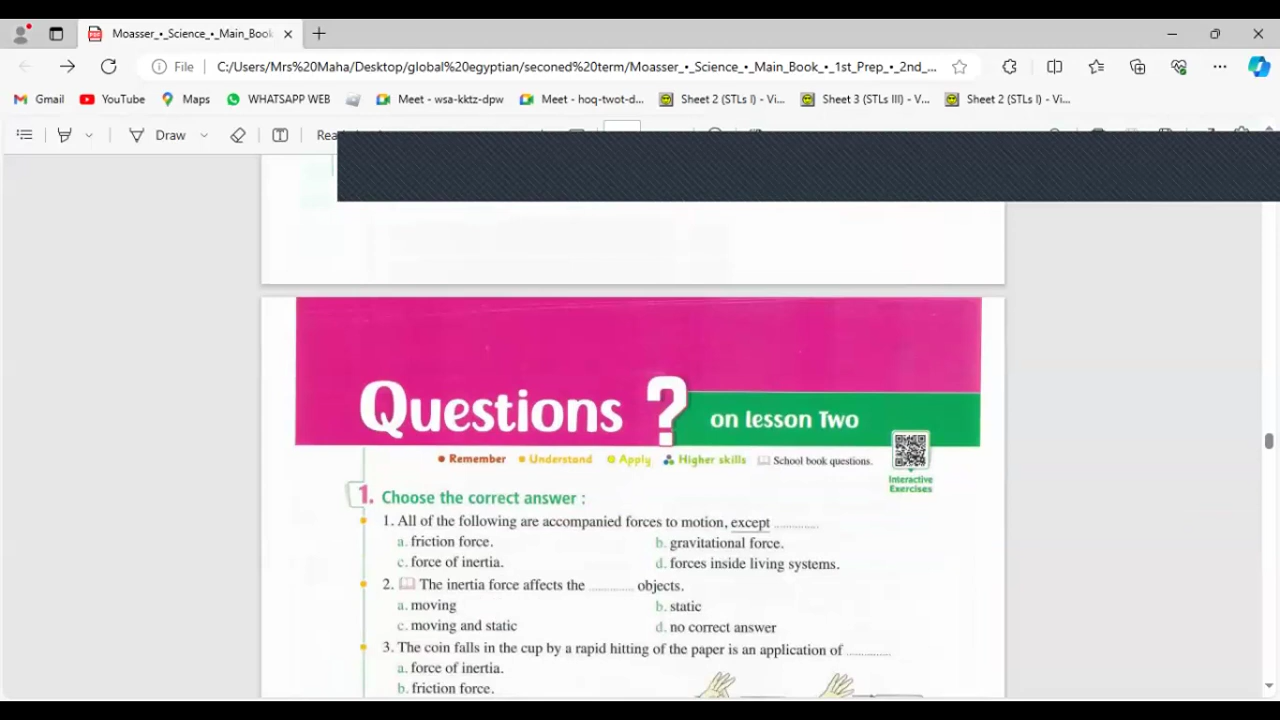 Moasser_•_Science_•_Main_Book
File C:/Users/Mrs%20Maha/Desktop/global%20egyptian/seconed%20term/Moasser_•_Science_•_Main_Book_•_1st_Prep_•_2nd_...
Gmail YouTube Maps WHATSAPP WEB Meet - wsa-kktz-dpw Meet - hoq-twot-d... Sheet 2 (STLs I) - Vi... Sheet 3 (STLs III) - V... Sheet 2 (STLs I) - Vi...
Draw
Questions ? on lesson Two
Remember Understand Apply Higher skills School book questions.
Interactive
Exercises
1. Choose the correct answer :
1. All of the following are accompanied forces to motion, except ............
a. friction force. b. gravitational force.
c. force of inertia. d. forces inside living systems.
2. The inertia force affects the ............ objects.
a. moving b. static
c. moving and static d. no correct answer
3. The coin falls in the cup by a rapid hitting of the paper is an application of ............
a. force of inertia.
b. friction force.